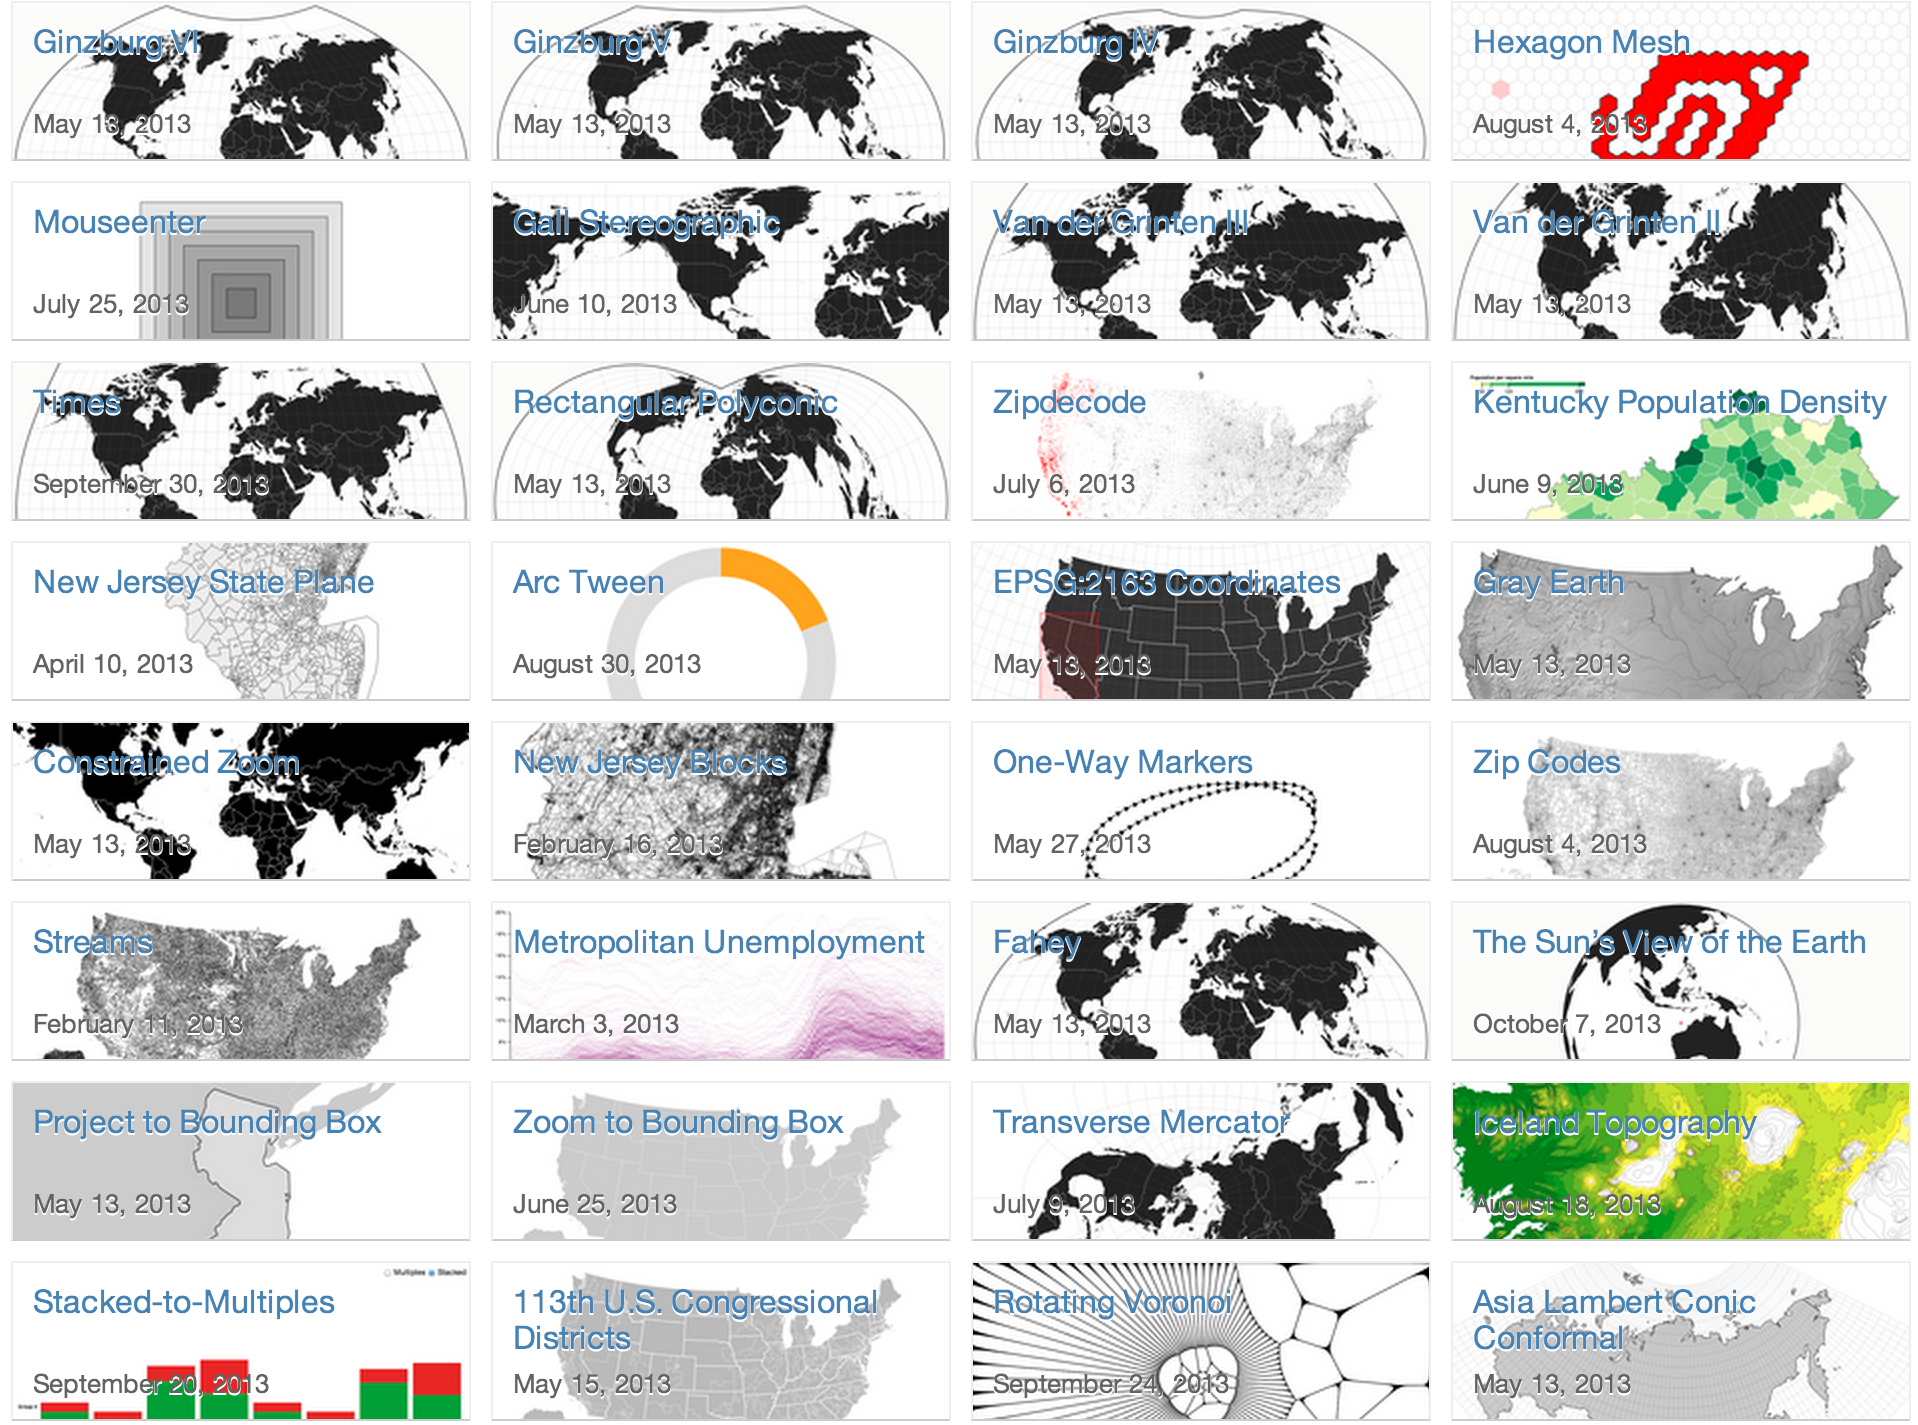 Ginzburg VI
May 13, 2013
Ginzburg V
May 13, 2013
Ginzburg IV
May 13, 2013
Hexagon Mesh
August 4, 2013
Mouseenter
July 25, 2013
Gall Stereographic
June 10, 2013
Van der Grinten III
May 13, 2013
Van der Grinten II
May 13, 2013
Times
September 30, 2013
Rectangular Polyconic
May 13, 2013
Zipdecode
July 6, 2013
Population per square mile
Kentucky Population Density
June 9, 2013
New Jersey State Plane
April 10, 2013
Arc Tween
August 30, 2013
EPSG:2163 Coordinates
May 13, 2013
Gray Earth
May 13, 2013
Constrained Zoom
May 13, 2013
New Jersey Blocks
February 16, 2013
One-Way Markers
May 27, 2013
Zip Codes
August 4, 2013
Streams
February 11, 2013
Metropolitan Unemployment
March 3, 2013
Fahey
May 13, 2013
The Sun’s View of the Earth
October 7, 2013
Project to Bounding Box
May 13, 2013
Zoom to Bounding Box
June 25, 2013
Transverse Mercator
July 9, 2013
Iceland Topography
August 18, 2013
Multiples Stacked
Stacked-to-Multiples
September 20, 2013
113th U.S. Congressional
Districts
May 15, 2013
Rotating Voronoi
September 24, 2013
Asia Lambert Conic
Conformal
May 13, 2013